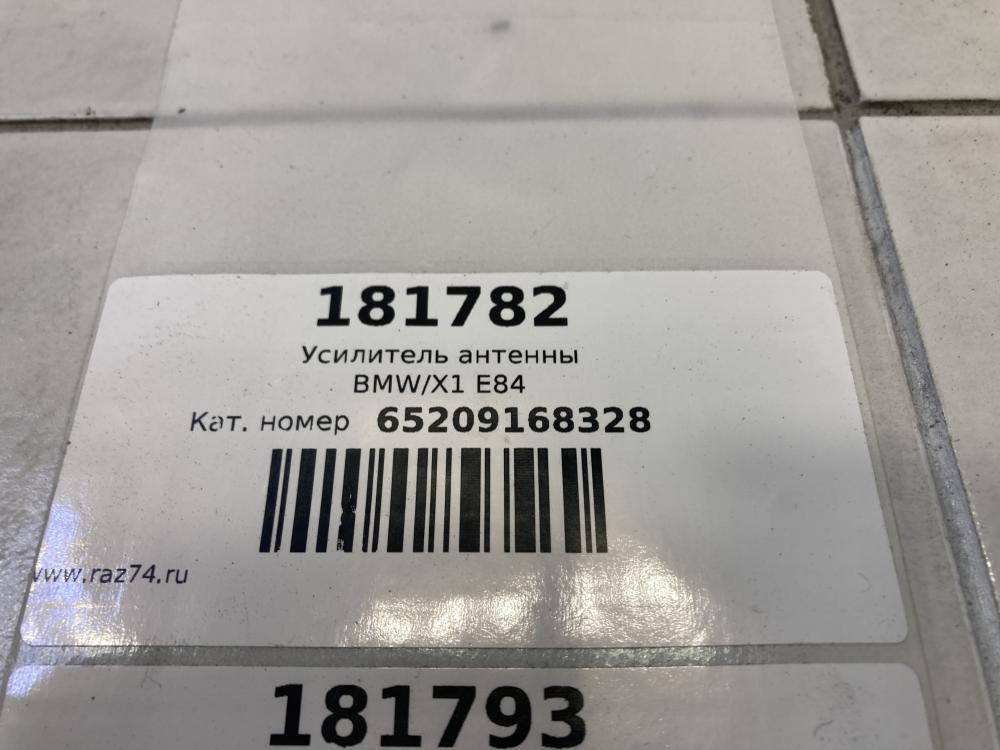 181782
Усилитель антенны
BMW/X1 E84
Кат. номер 65209168328
www.raz74.ru
181793